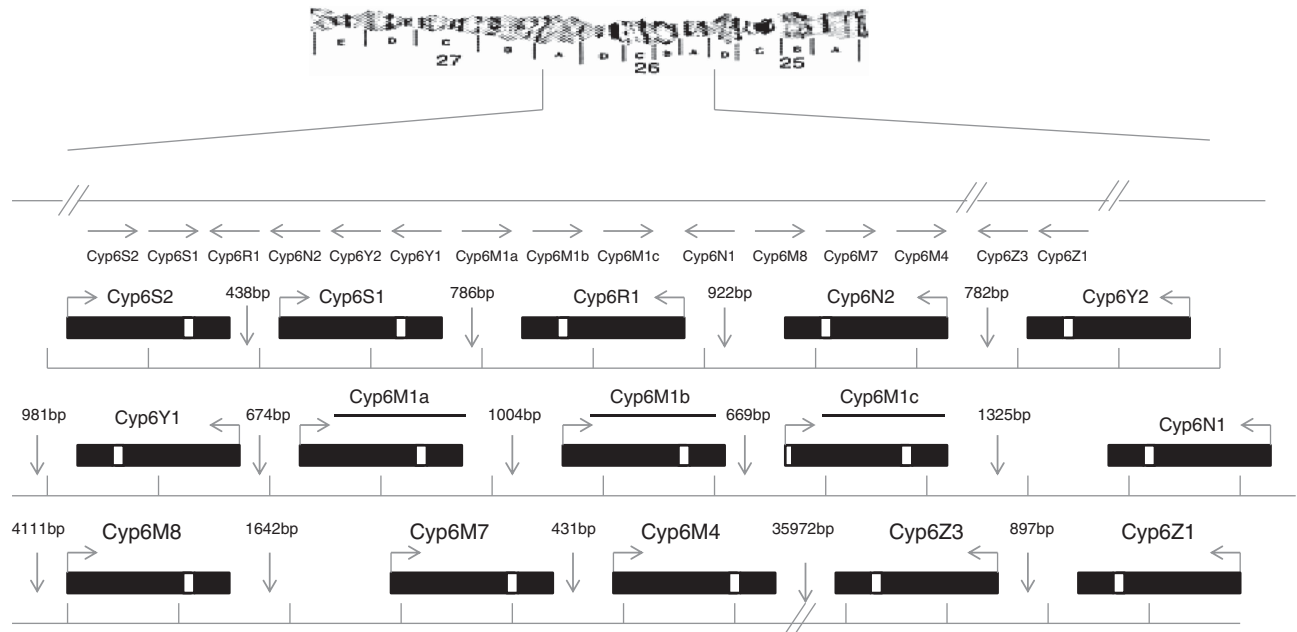 E D C B A D C B A D C B A
27 26 25
Cyp6S2 Cyp6S1 Cyp6R1 Cyp6N2 Cyp6Y2 Cyp6Y1 Cyp6M1a Cyp6M1b Cyp6M1c Cyp6N1 Cyp6M8 Cyp6M7 Cyp6M4 Cyp6Z3 Cyp6Z1
Cyp6S2 438bp Cyp6S1 786bp Cyp6R1 922bp Cyp6N2 782bp Cyp6Y2
981bp Cyp6Y1 674bp Cyp6M1a 1004bp Cyp6M1b 669bp Cyp6M1c 1325bp Cyp6N1
4111bp Cyp6M8 1642bp Cyp6M7 431bp Cyp6M4 35972bp Cyp6Z3 897bp Cyp6Z1